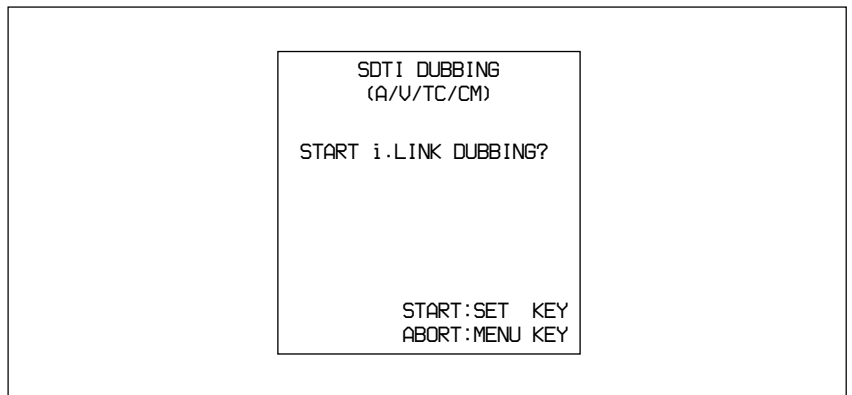 SDTI DUBBING
(A/V/TC/CM)
START i.LINK DUBBING?
START:SET KEY
ABORT:MENU KEY